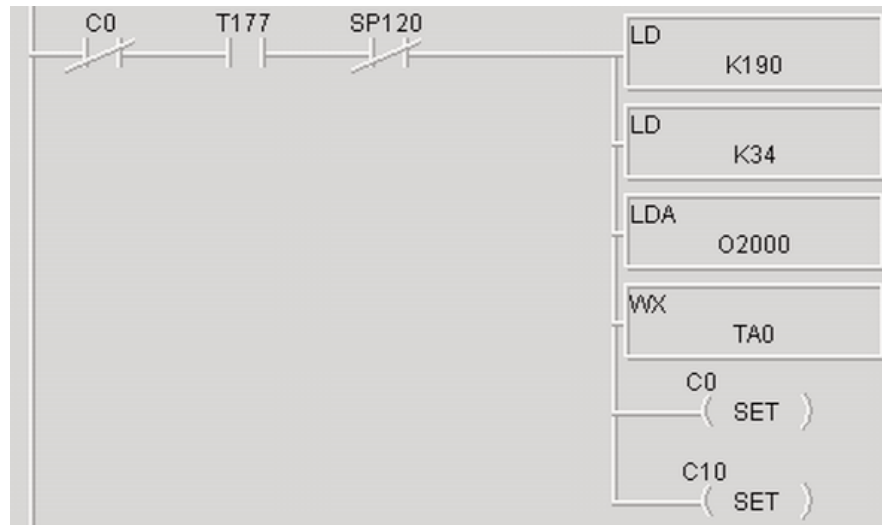 C0 T177 SP120
LD
K190
LD
K34
LDA
O2000
WX
TA0
C0
( SET )
C10
( SET )